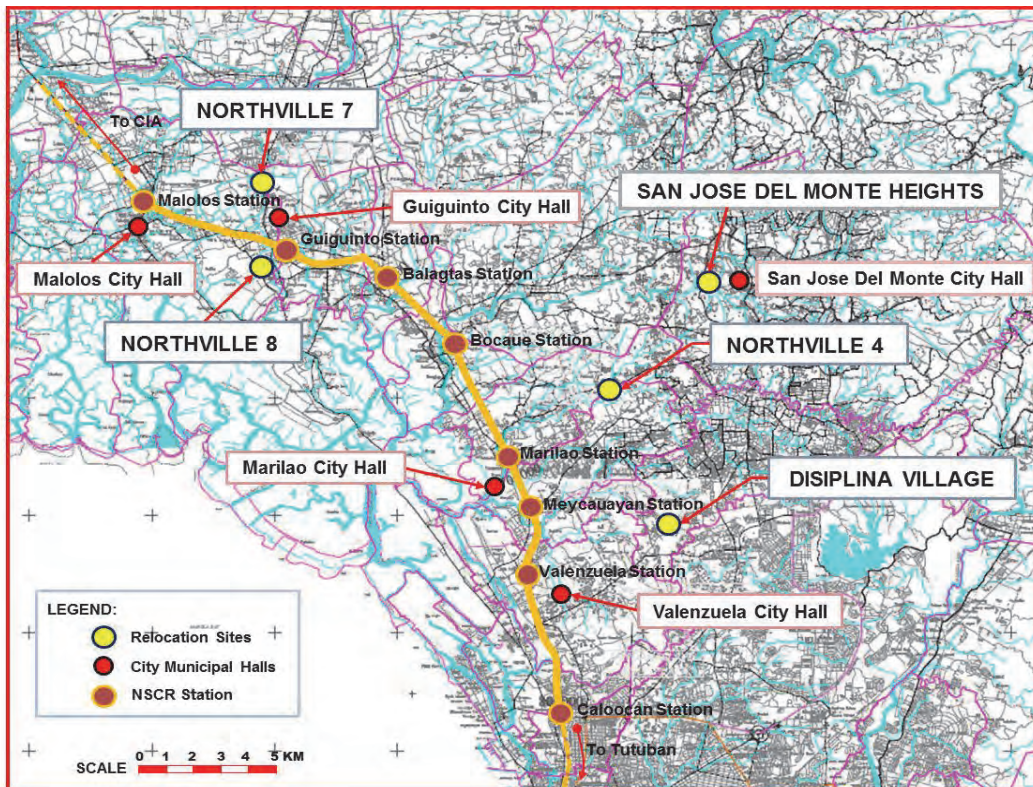 NORTHVILLE 7
To CIA
SAN JOSE DEL MONTE HEIGHTS
Malolos Station
Guiguinto City Hall
Guiguinto Station
Malolos City Hall
Balagtas Station
San Jose Del Monte City Hall
NORTHVILLE 8
Bocaue Station
NORTHVILLE 4
Marilao City Hall
Marilao Station
DISIPLINA VILLAGE
Meycauayan Station
Valenzuela Station
Valenzuela City Hall
LEGEND:
Relocation Sites
City Municipal Halls
NSCR Station
Caloocan Station
To Tutuban
SCALE 0 1 2 3 4 5 KM